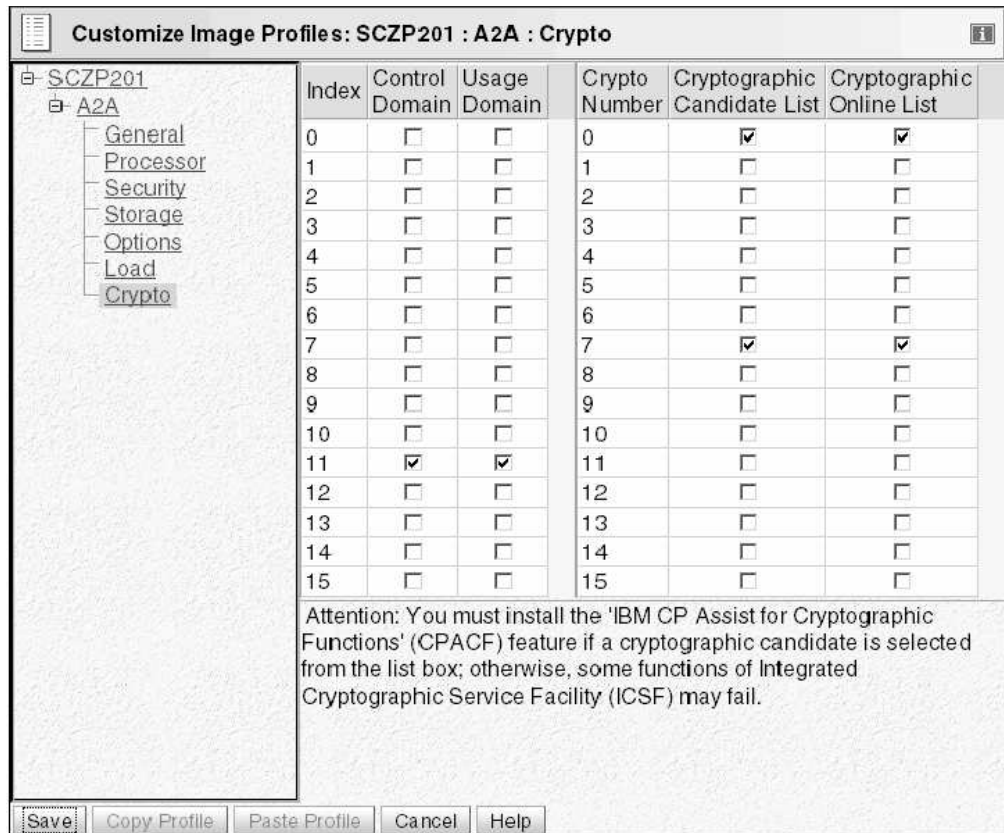 Customize Image Profiles: SCZP201 : A2A : Crypto
SCZP201
A2A
General
Processor
Security
Storage
Options
Load
Crypto
Index Control Domain Usage Domain
0
1
2
3
4
5
6
7
8
9
10
11
12
13
14
15
Crypto Number Cryptographic Candidate List Cryptographic Online List
0
1
2
3
4
5
6
7
8
9
10
11
12
13
14
15
Attention: You must install the 'IBM CP Assist for Cryptographic
Functions' (CPACF) feature if a cryptographic candidate is selected
from the list box; otherwise, some functions of Integrated
Cryptographic Service Facility (ICSF) may fail.
Save Copy Profile Paste Profile Cancel Help